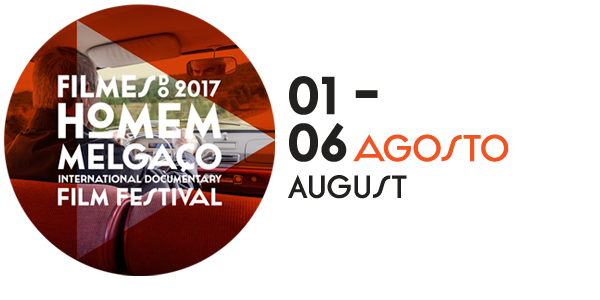 FILMES DO 2017
HOMEM
MELGAÇO
INTERNATIONAL DOCUMENTARY
FILM FESTIVAL
01 –
06 AGOSTO
AUGUST